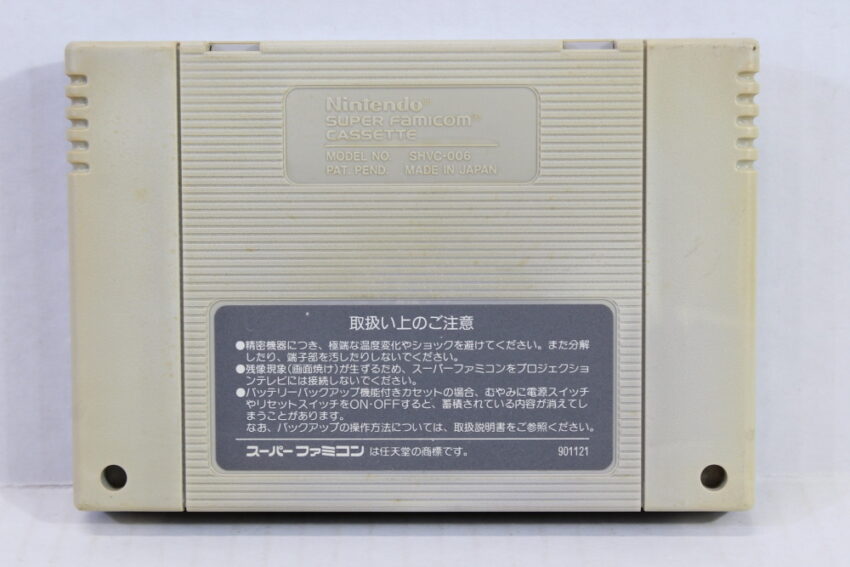 Nintendo®
SUPER FAMICOM®
CASSETTE
MODEL NO. SHVC-006
PAT. PEND. MADE IN JAPAN
取扱い上のご注意
●精密機器につき、極端な温度変化やショックを避けてください。また分解
したり、端子部を汚したりしないでください。
●残像現象(画面焼け)が生ずるため、スーパーファミコンをプロジェクショ
ンテレビには接続しないでください。
●バッテリーバックアップ機能付きカセットの場合、むやみに電源スイッチ
やリセットスイッチをON・OFFすると、蓄積されている内容が消えてし
まうことがあります。
なお、バックアップの操作方法については、取扱説明書をご参照ください。
スーパーファミコン は任天堂の商標です。 901121